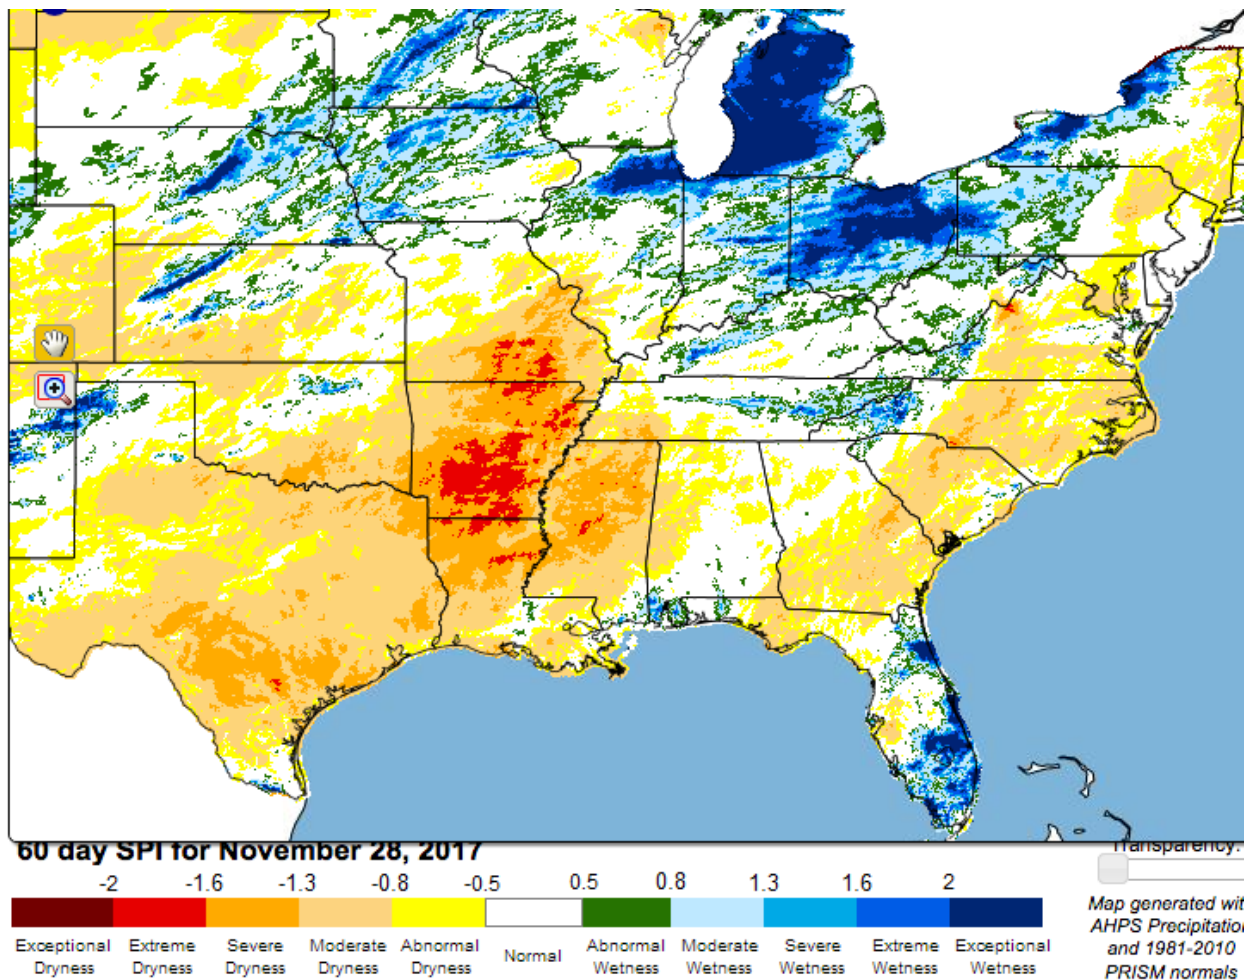 60 day SPI for November 28, 2017
Transparency:
-2 -1.6 -1.3 -0.8 -0.5 0.5 0.8 1.3 1.6 2
Exceptional Dryness
Extreme Dryness
Severe Dryness
Moderate Dryness
Abnormal Dryness
Normal
Abnormal Wetness
Moderate Wetness
Severe Wetness
Extreme Wetness
Exceptional Wetness
Map generated wit
AHPS Precipitatio
and 1981-2010
PRISM normals